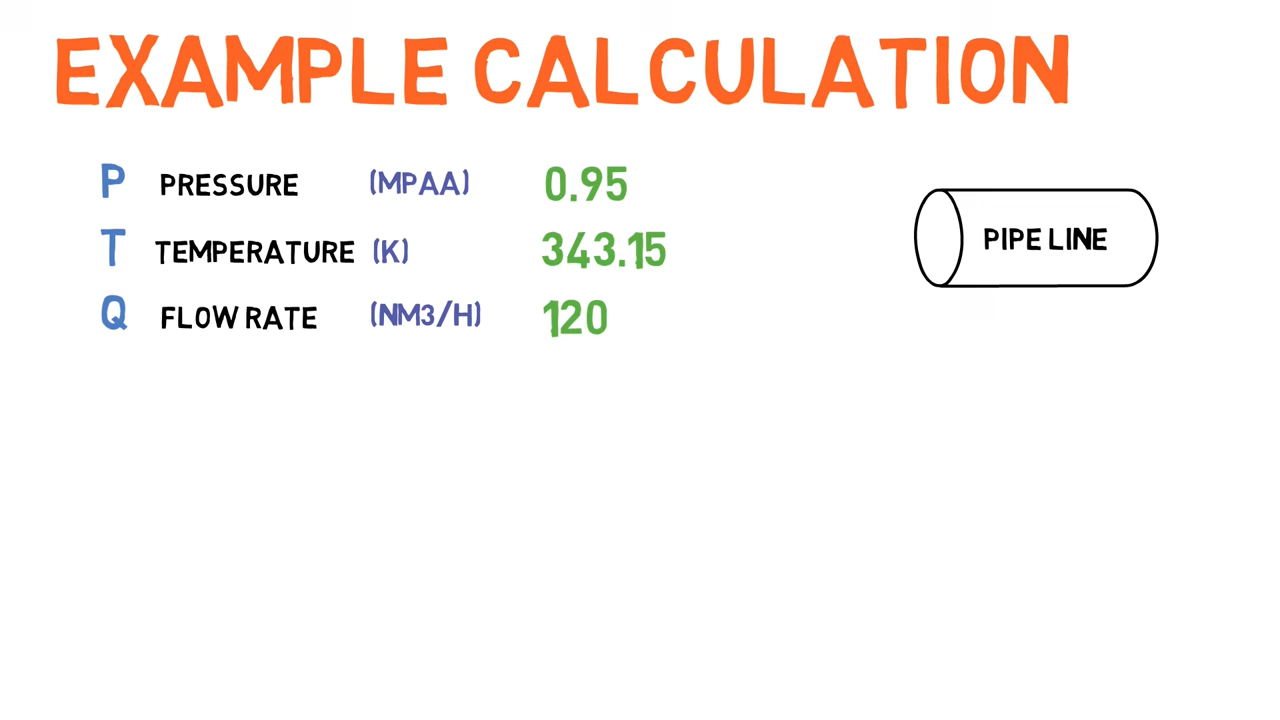 EXAMPLE CALCULATION
P PRESSURE (MPAA) 0.95
T TEMPERATURE (K) 343.15
Q FLOW RATE (NM3/H) 120
PIPE LINE